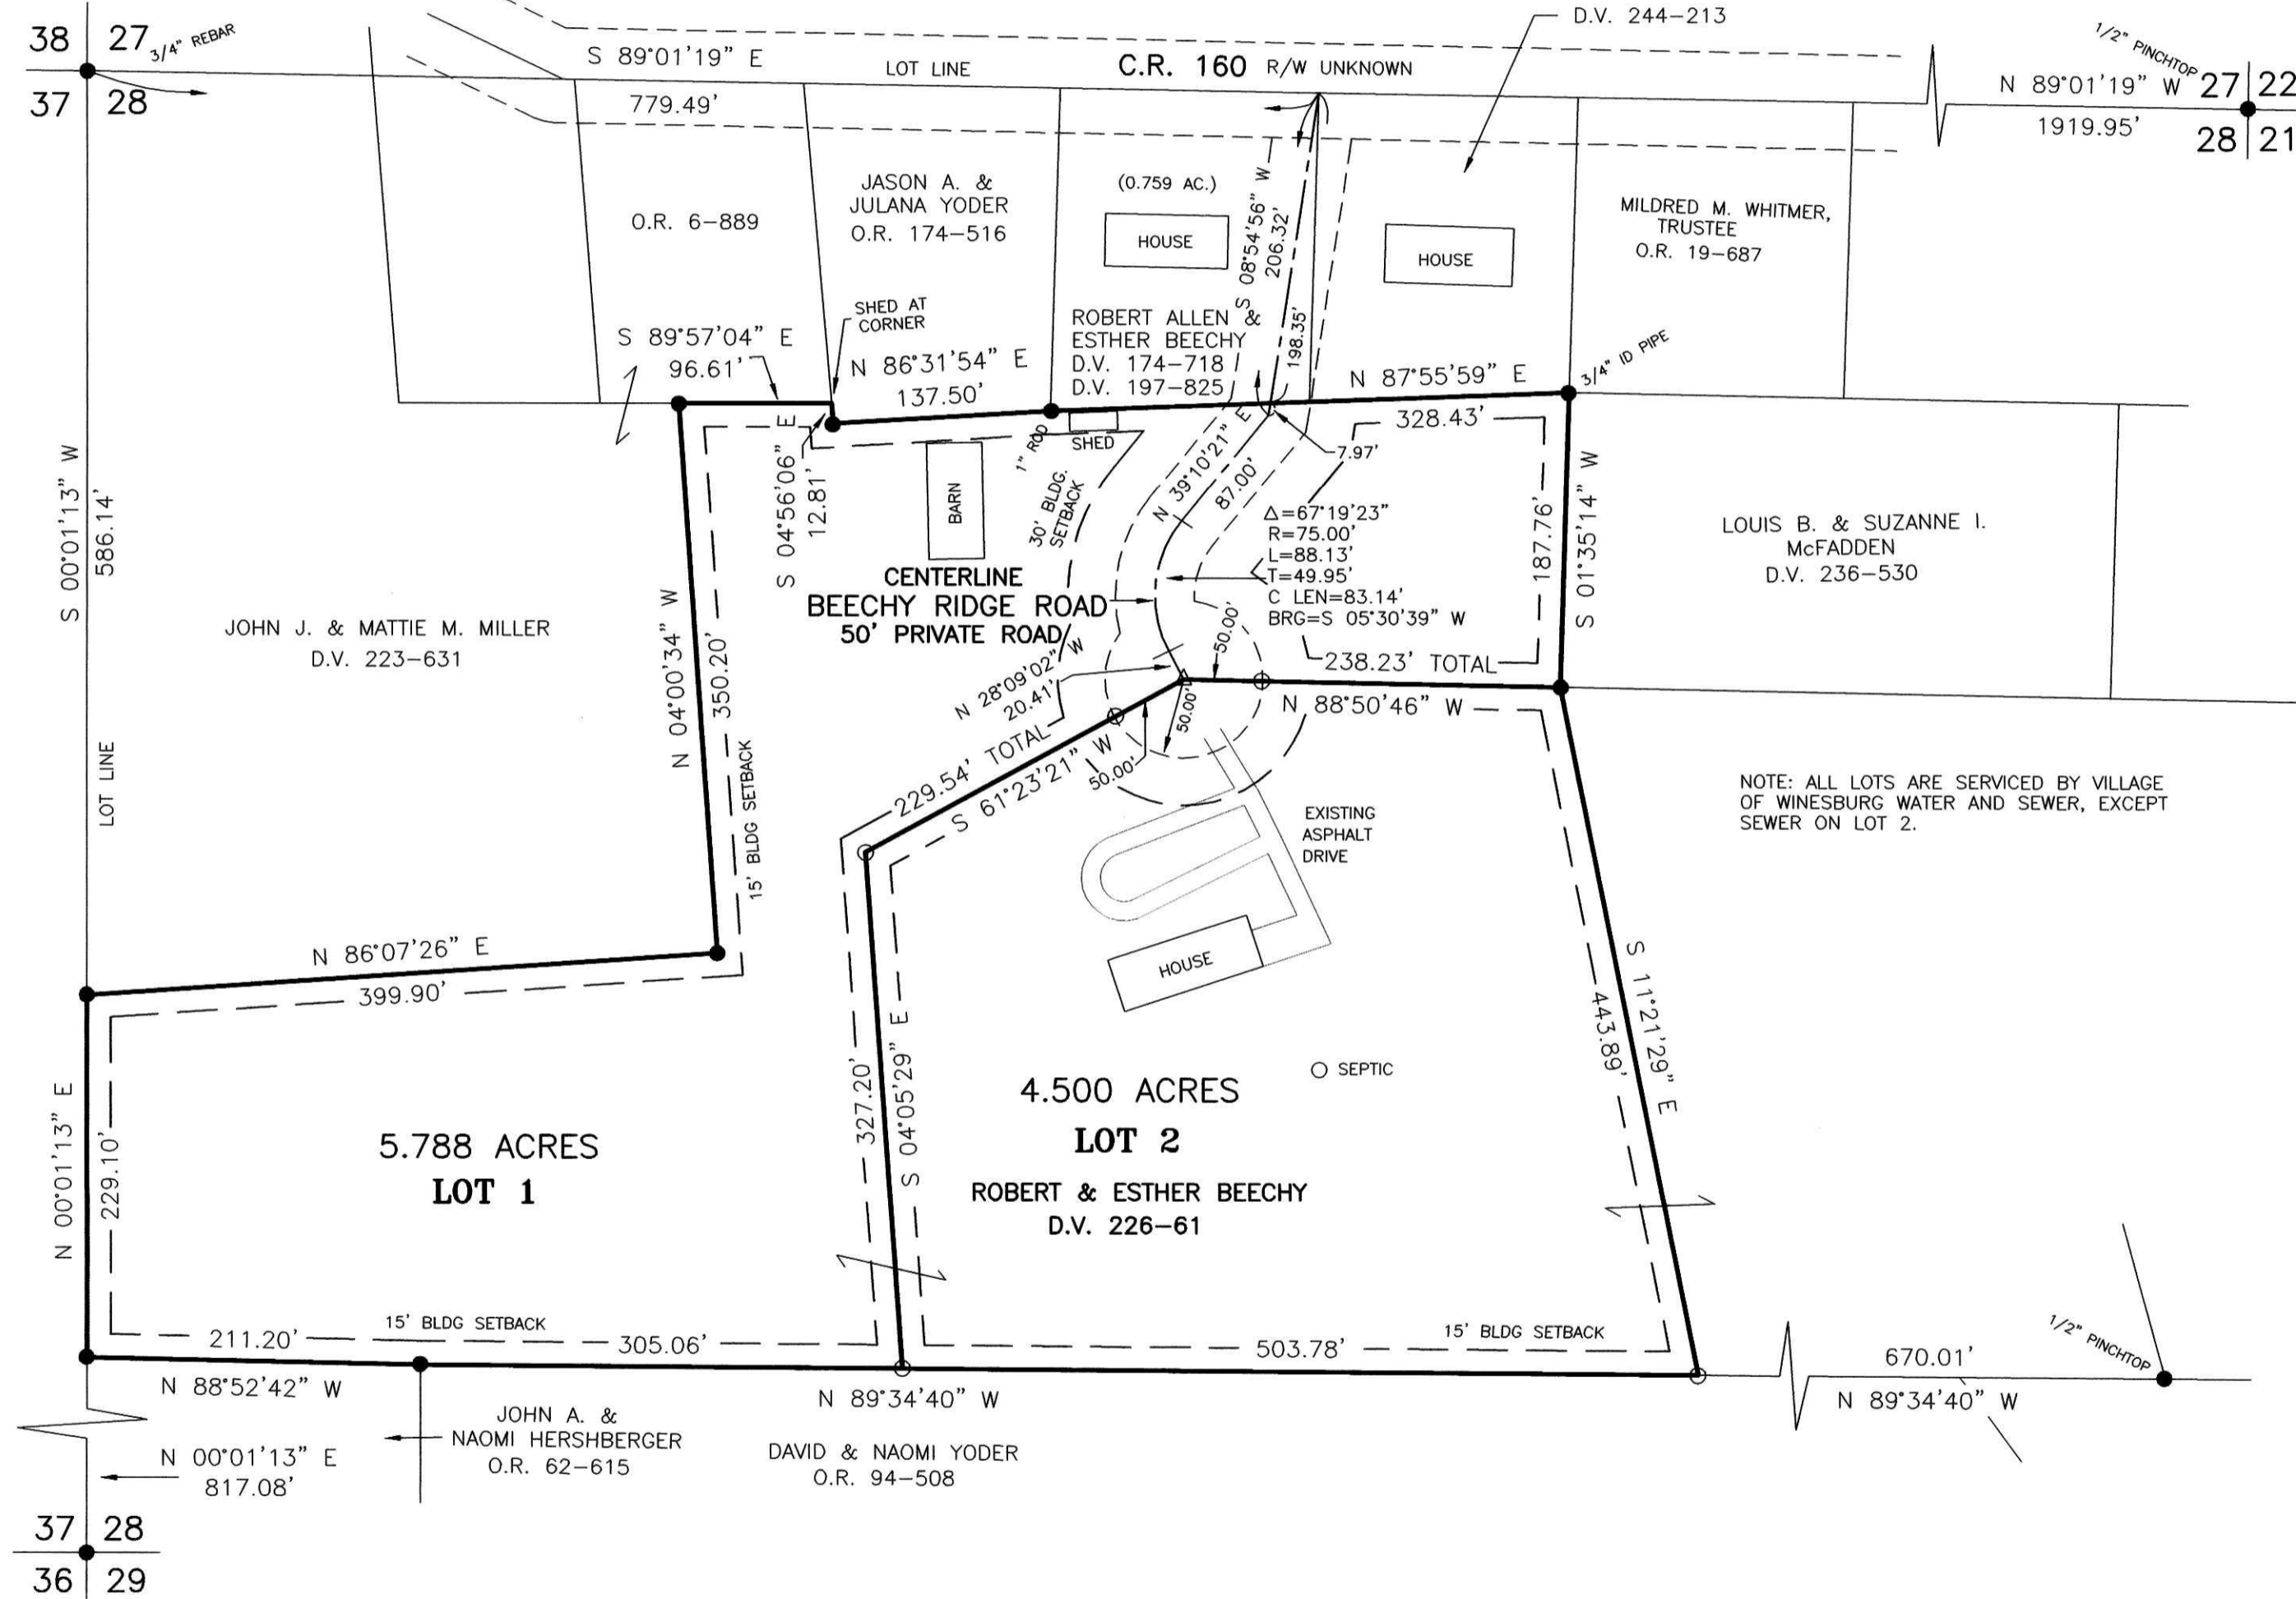 38 27
3/4" REBAR
37 28
S 89°01'19" E
779.49'
LOT LINE
C.R. 160 R/W UNKNOWN
D.V. 244-213
1/2" PINCHTOP
N 89°01'19" W
1919.95'
27 22
28 21
O.R. 6-889
JASON A. &
JULANA YODER
O.R. 174-516
(0.759 AC.)
HOUSE
S 08°54'56" W
206.32'
198.35'
HOUSE
MILDRED M. WHITMER,
TRUSTEE
O.R. 19-687
SHED AT
CORNER
S 89°57'04" E
96.61'
N 86°31'54" E
137.50'
ROBERT ALLEN &
ESTHER BEECHY
D.V. 174-718
D.V. 197-825
N 87°55'59" E
328.43'
3/4" ID PIPE
7.97'
S 00°01'13" W
586.14'
LOT LINE
S 04°56'06" E
12.81'
BARN
1" ROD
SHED
30' BLDG.
SETBACK
N 39°10'21" E
87.00'
Δ=67°19'23"
R=75.00'
L=88.13'
T=49.95'
C LEN=83.14'
BRG=S 05°30'39" W
187.76'
S 01°35'14" W
LOUIS B. & SUZANNE I.
McFADDEN
D.V. 236-530
CENTERLINE
BEECHY RIDGE ROAD
50' PRIVATE ROAD
JOHN J. & MATTIE M. MILLER
D.V. 223-631
N 04°00'34" W
350.20'
15' BLDG SETBACK
N 28°09'02" W
20.41'
50.00'
238.23' TOTAL
N 88°50'46" W
50.00'
50.00'
229.54' TOTAL
S 61°23'21" W
EXISTING
ASPHALT
DRIVE
NOTE: ALL LOTS ARE SERVICED BY VILLAGE
OF WINESBURG WATER AND SEWER, EXCEPT
SEWER ON LOT 2.
N 86°07'26" E
399.90'
HOUSE
S 11°21'29" E
443.89'
SEPTIC
N 00°01'13" E
229.10'
5.788 ACRES
LOT 1
327.20'
S 04°05'29" E
4.500 ACRES
LOT 2
ROBERT & ESTHER BEECHY
D.V. 226-61
211.20'
15' BLDG SETBACK
305.06'
503.78'
15' BLDG SETBACK
N 88°52'42" W
N 89°34'40" W
670.01'
1/2" PINCHTOP
N 89°34'40" W
JOHN A. &
NAOMI HERSHBERGER
O.R. 62-615
DAVID & NAOMI YODER
O.R. 94-508
N 00°01'13" E
817.08'
37 28
36 29